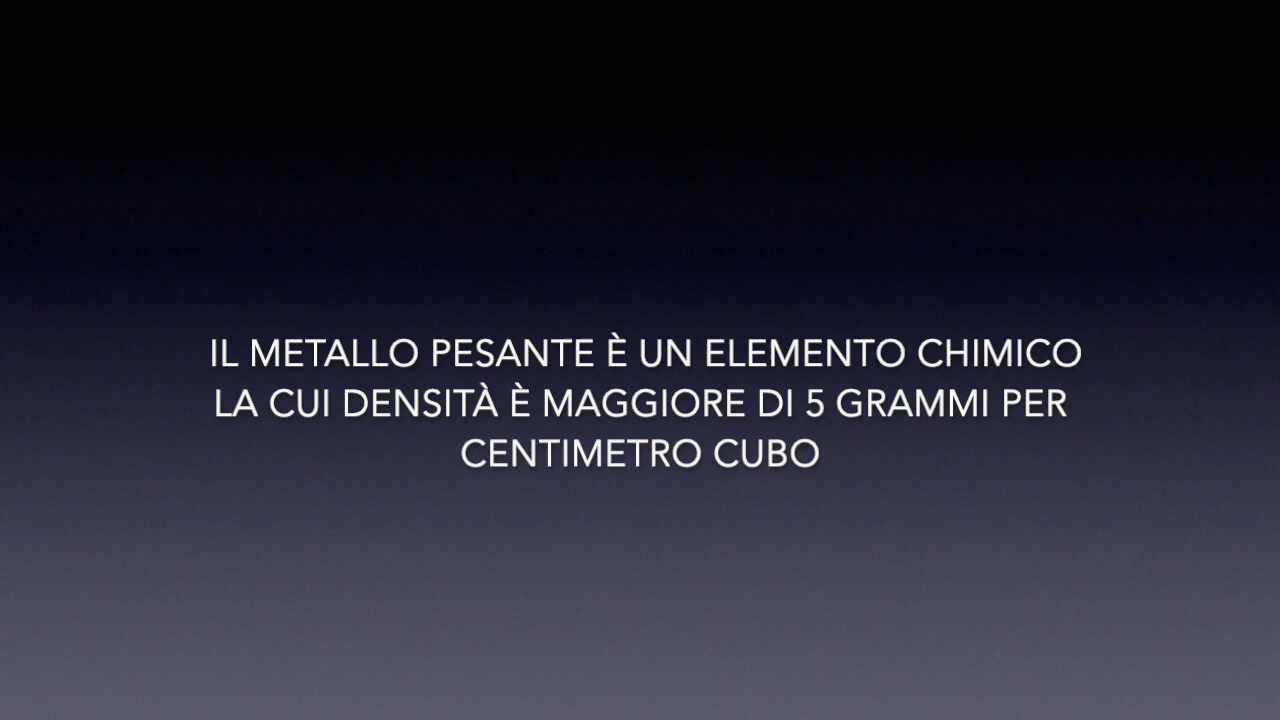 IL METALLO PESANTE È UN ELEMENTO CHIMICO
LA CUI DENSITÀ È MAGGIORE DI 5 GRAMMI PER
CENTIMETRO CUBO